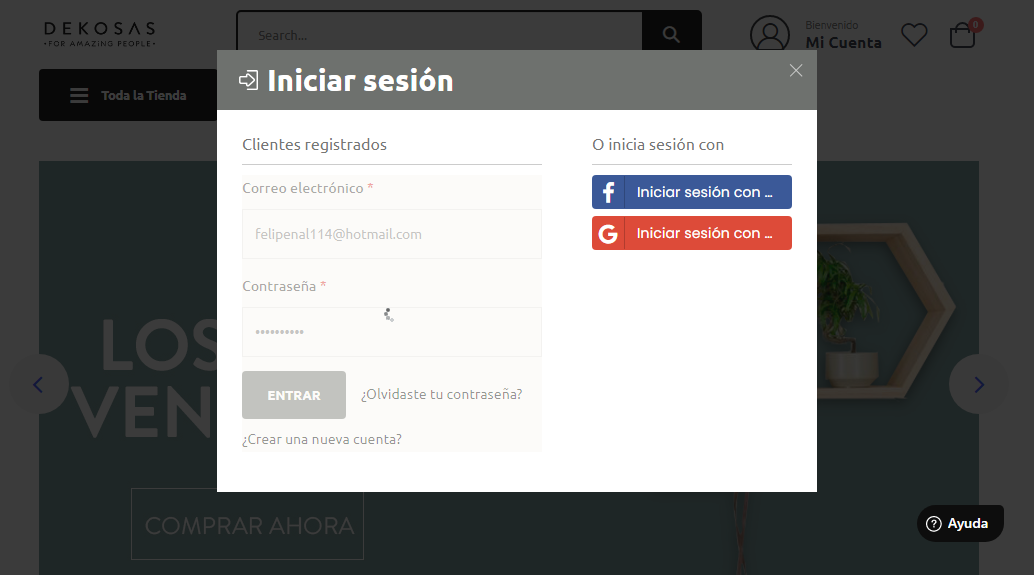 DEKOSAS
•FOR AMAZING PEOPLE•
Search...
Bienvenido
Mi Cuenta
0
Toda la Tienda
Iniciar sesión
Clientes registrados
O inicia sesión con
Correo electrónico *
felipenal114@hotmail.com
Iniciar sesión con ...
Iniciar sesión con ...
Contraseña *
ENTRAR
¿Olvidaste tu contraseña?
¿Crear una nueva cuenta?
LOS
VEN
COMPRAR AHORA
Ayuda